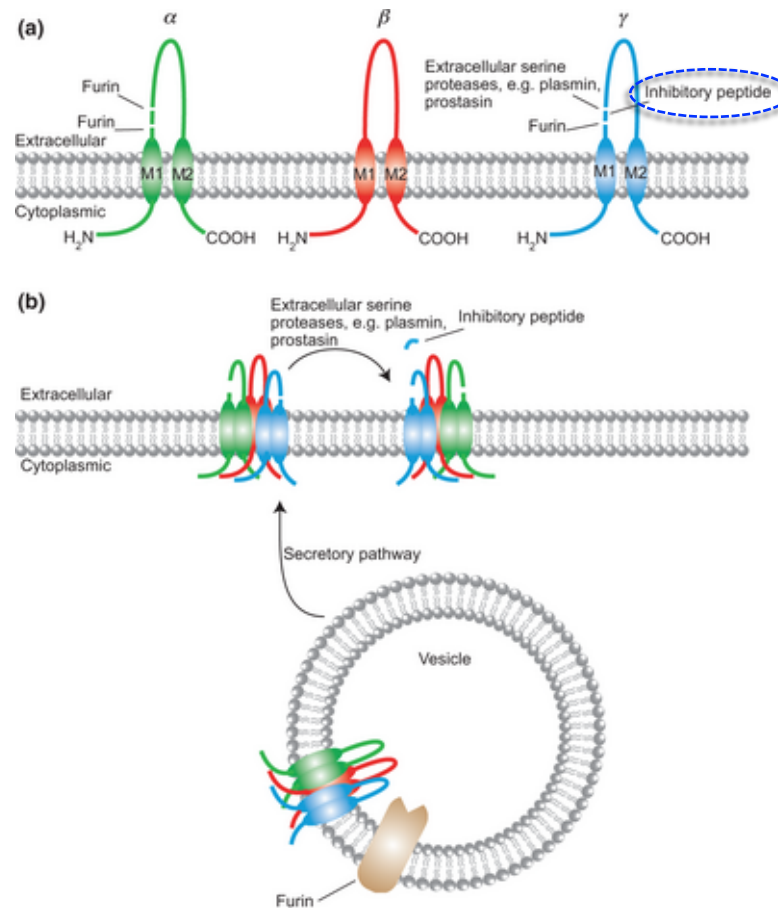 (a)
α
β
γ
Furin
Furin
Extracellular serine
proteases, e.g. plasmin,
prostasin
Furin
Inhibitory peptide
Extracellular
M1
M2
M1
M2
M1
M2
Cytoplasmic
H₂N
COOH
H₂N
COOH
H₂N
COOH
(b)
Extracellular serine
proteases, e.g. plasmin,
prostasin
Inhibitory peptide
Extracellular
Cytoplasmic
Secretory pathway
Vesicle
Furin